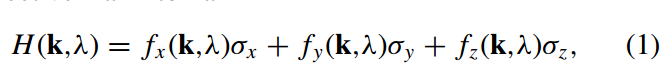 H(k,λ) = f_x(k,λ)σ_x + f_y(k,λ)σ_y + f_z(k,λ)σ_z, (1)